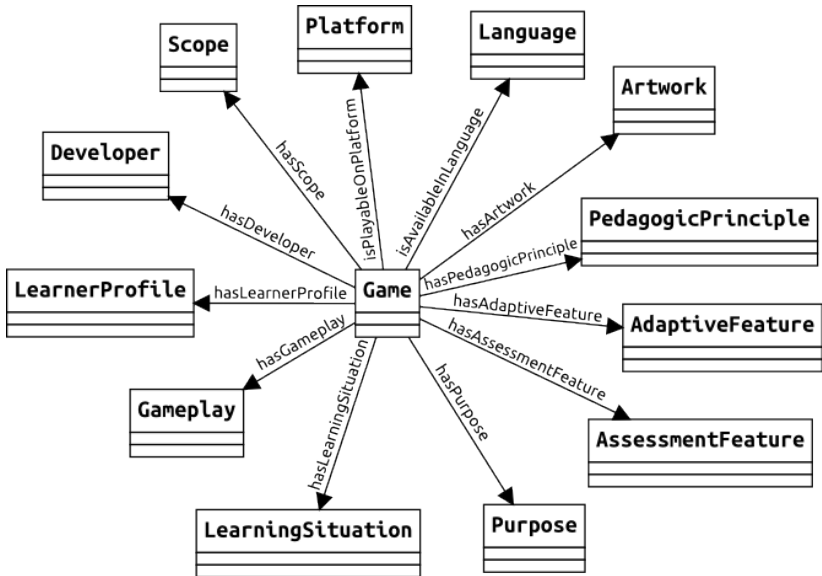 Platform
Language
Scope
Artwork
Developer
hasScope
isPlayableOnPlatform
isAvailableInLanguage
hasArtwork
PedagogicPrinciple
hasDeveloper
hasPedagogicPrinciple
LearnerProfile
hasLearnerProfile
Game
hasAdaptiveFeature
AdaptiveFeature
hasGameplay
hasAssessmentFeature
Gameplay
hasLearningSituation
hasPurpose
AssessmentFeature
LearningSituation
Purpose